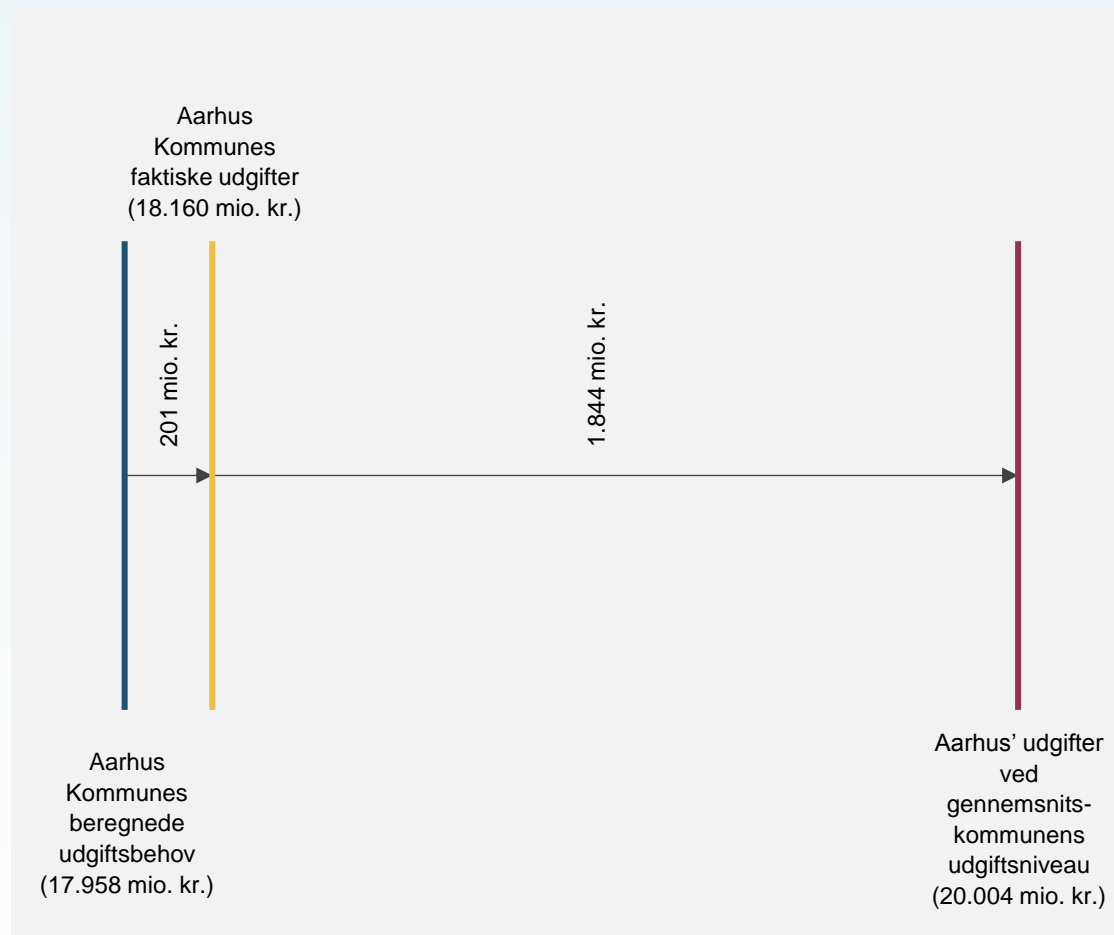 Aarhus
Kommunes
faktiske udgifter
(18.160 mio. kr.)
201 mio. kr.
1.844 mio. kr.
Aarhus
Kommunes
beregnede
udgiftsbehov
(17.958 mio. kr.)
Aarhus’ udgifter
ved
gennemsnits-
kommunens
udgiftsniveau
(20.004 mio. kr.)